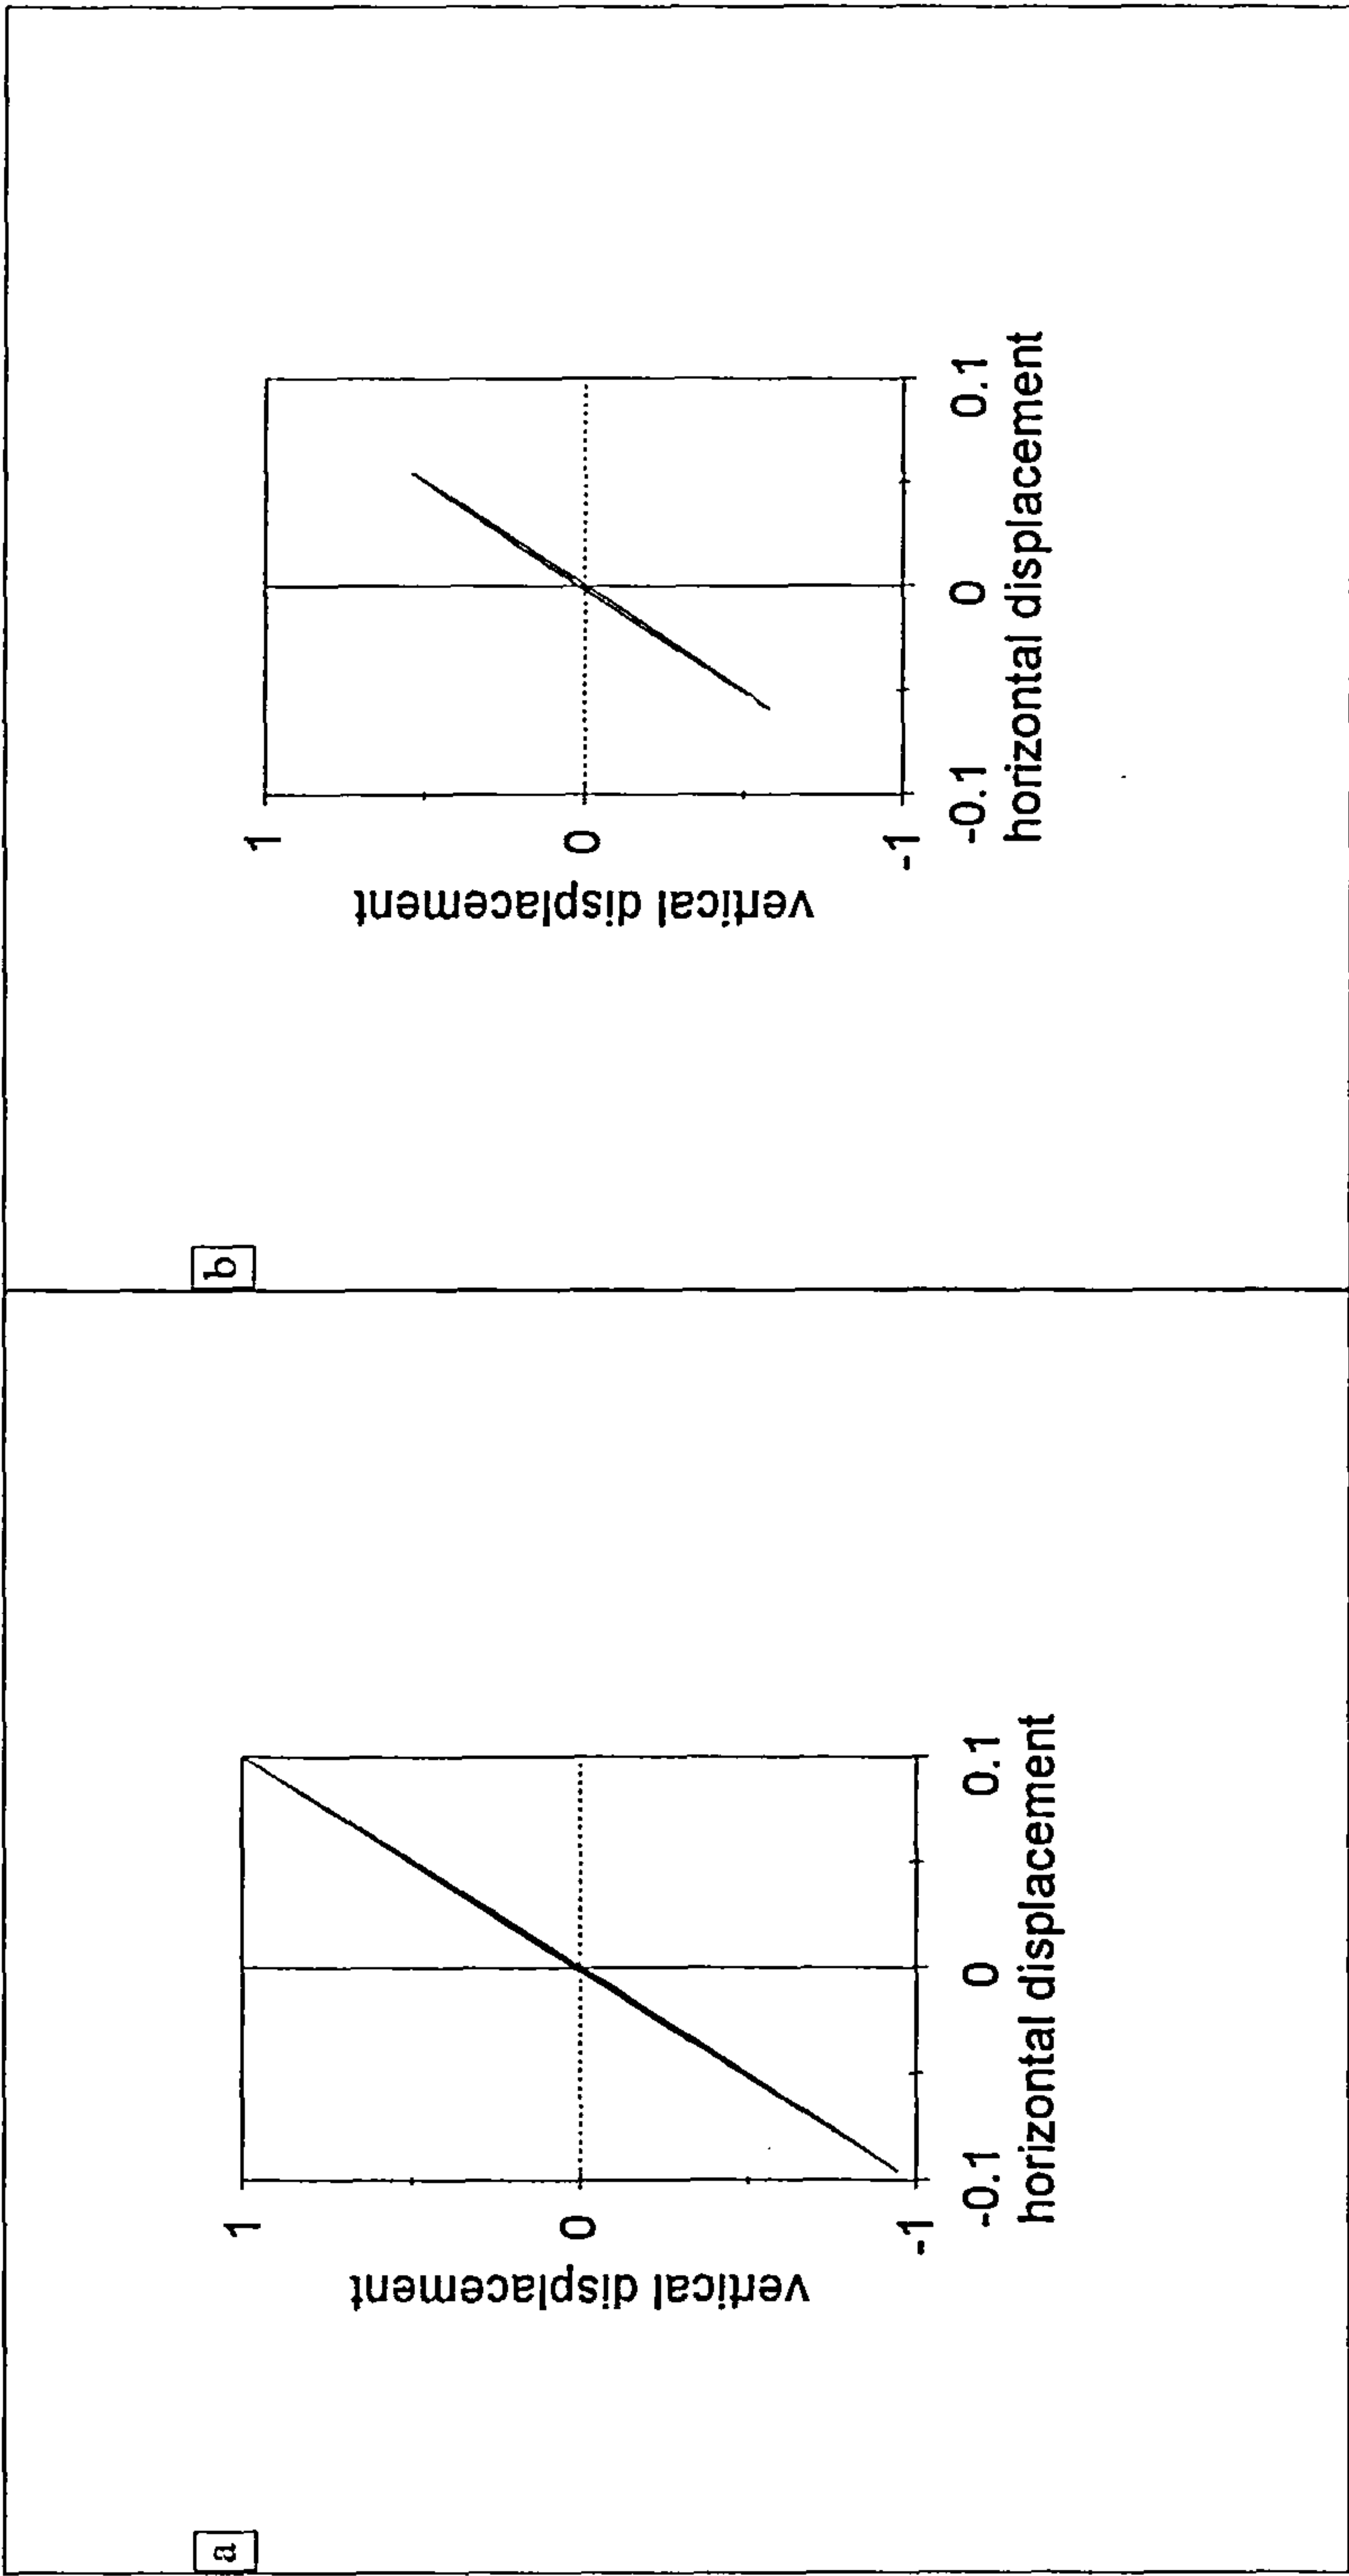 a
vertical displacement
1
0
-1
-0.1
0
0.1
horizontal displacement
b
vertical displacement
1
0
-1
-0.1
0
0.1
horizontal displacement